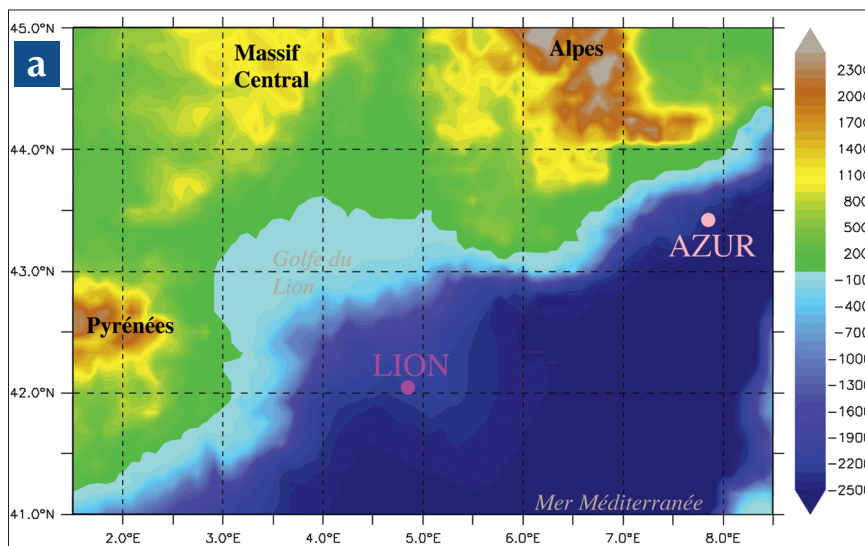 a
Massif
Central
Alpes
Golfe du
Lion
AZUR
Pyrénées
LION
Mer Méditerranée
45.0°N
44.0°N
43.0°N
42.0°N
41.0°N
2.0°E
3.0°E
4.0°E
5.0°E
6.0°E
7.0°E
8.0°E
2300
2000
1700
1400
1100
800
500
200
-100
-400
-700
-1000
-1300
-1600
-1900
-2200
-2500